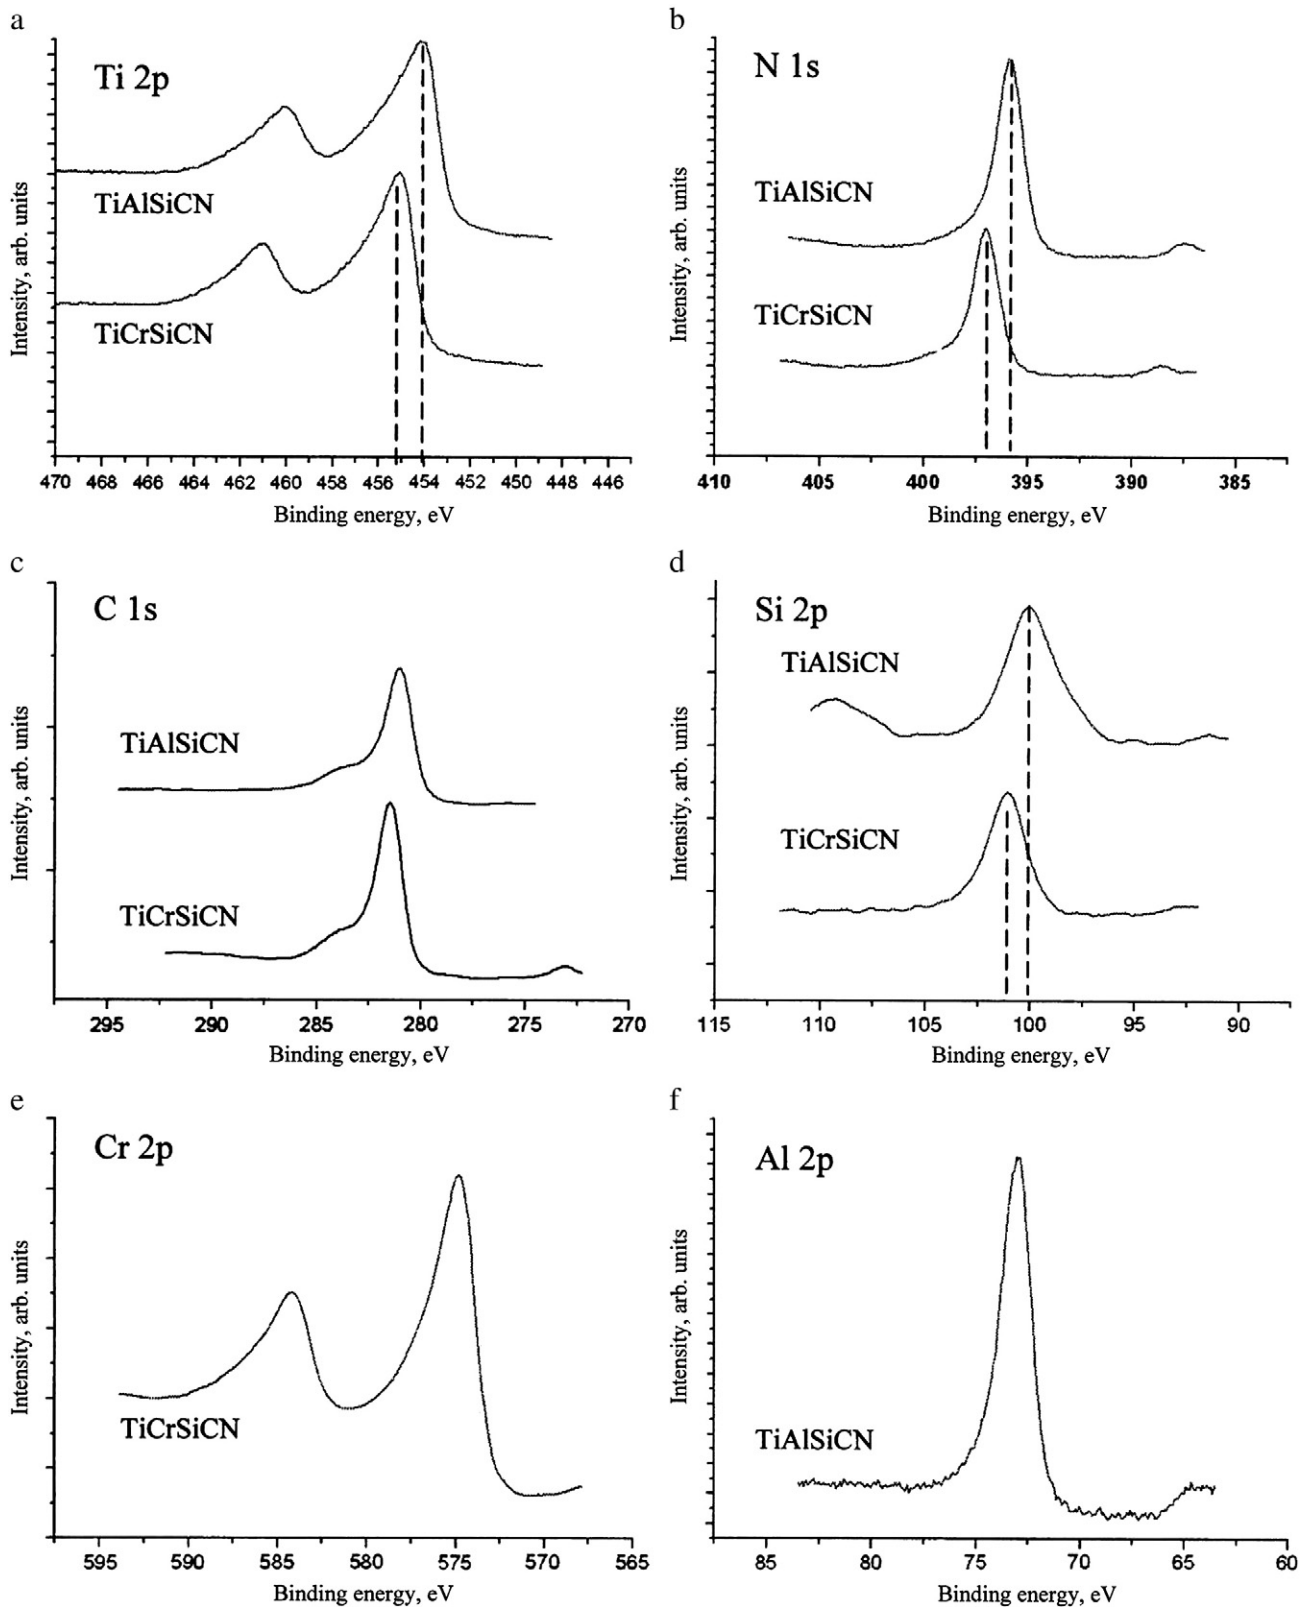 a
Ti 2p
TiAlSiCN
TiCrSiCN
Intensity, arb. units
470 468 466 464 462 460 458 456 454 452 450 448 446
Binding energy, eV
b
N 1s
TiAlSiCN
TiCrSiCN
Intensity, arb. units
410 405 400 395 390 385
Binding energy, eV
c
C 1s
TiAlSiCN
TiCrSiCN
Intensity, arb. units
295 290 285 280 275 270
Binding energy, eV
d
Si 2p
TiAlSiCN
TiCrSiCN
Intensity, arb. units
115 110 105 100 95 90
Binding energy, eV
e
Cr 2p
TiCrSiCN
Intensity, arb. units
595 590 585 580 575 570 565
Binding energy, eV
f
Al 2p
TiAlSiCN
Intensity, arb. units
85 80 75 70 65 60
Binding energy, eV